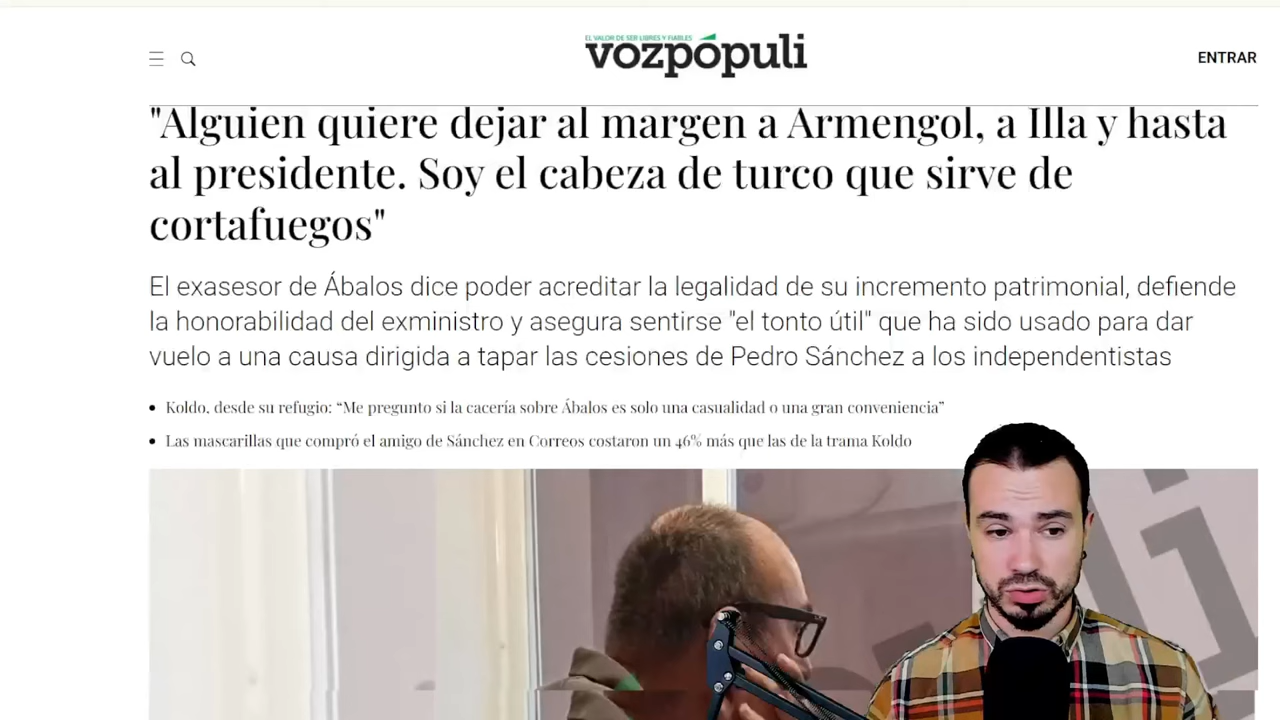 EL VALOR DE SER LIBRES Y FIABLES
vozpópuli
ENTRAR
"Alguien quiere dejar al margen a Armengol, a Illa y hasta
al presidente. Soy el cabeza de turco que sirve de
cortafuegos"
El exasesor de Ábalos dice poder acreditar la legalidad de su incremento patrimonial, defiende
la honorabilidad del exministro y asegura sentirse "el tonto útil" que ha sido usado para dar
vuelo a una causa dirigida a tapar las cesiones de Pedro Sánchez a los independentistas
• Koldo, desde su refugio: “Me pregunto si la cacería sobre Ábalos es solo una casualidad o una gran conveniencia”
• Las mascarillas que compró el amigo de Sánchez en Correos costaron un 46% más que las de la trama Koldo